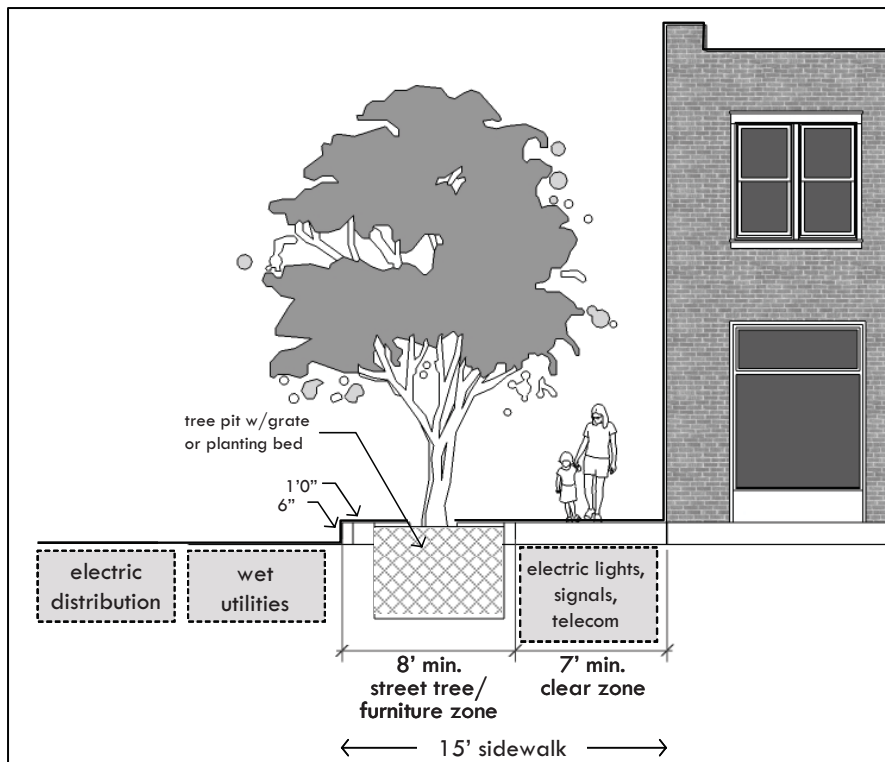 tree pit w/grate
or planting bed
1’0”
6”
electric
distribution
wet
utilities
electric lights,
signals,
telecom
8’ min.
street tree/
furniture zone
7’ min.
clear zone
15’ sidewalk